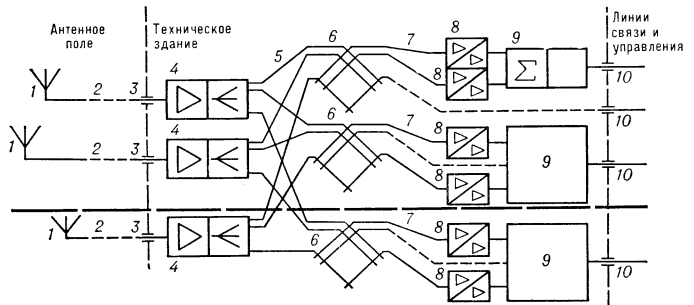 Антенное поле
Техническое здание
Линии связи и управления
1 2 3 4 5 6 7 8 9 10
8
Σ
10
1 2 3 4 6 7 8 9 10
8
1 2 3 4 6 7 8 9 10
8